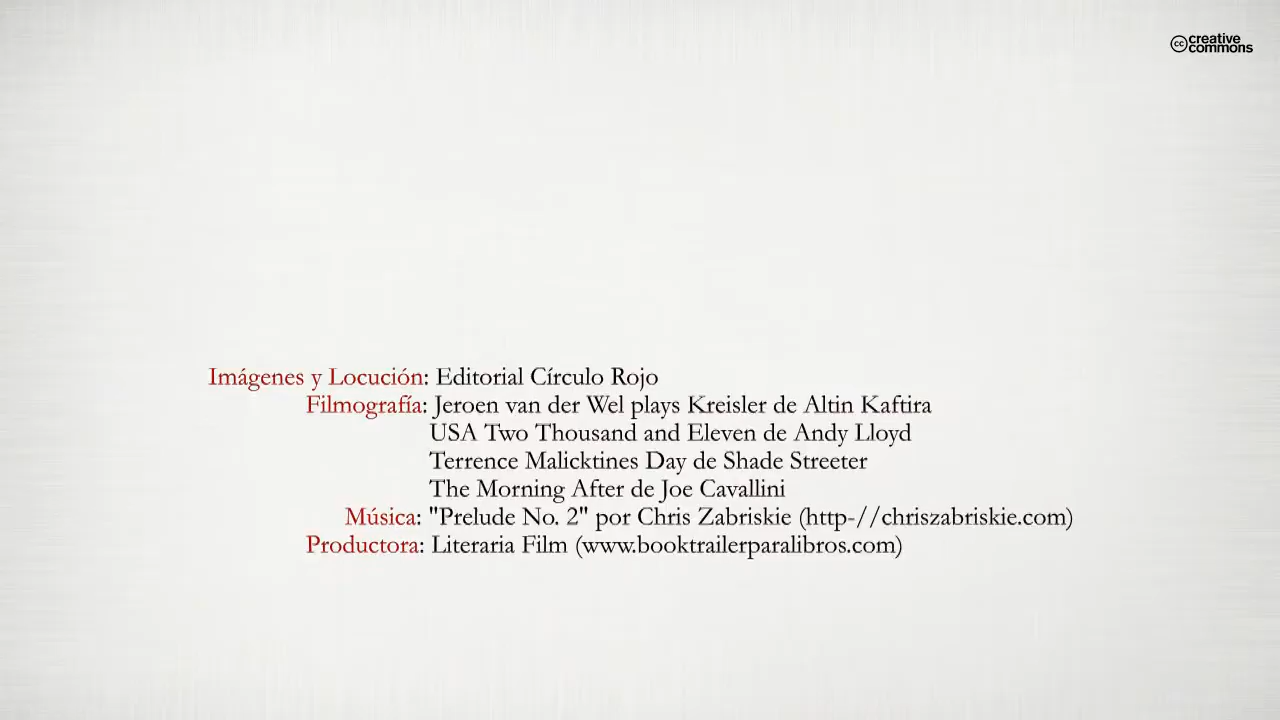 creative
commons
Imágenes y Locución: Editorial Círculo Rojo
Filmografía: Jeroen van der Wel plays Kreisler de Altin Kaftira
USA Two Thousand and Eleven de Andy Lloyd
Terrence Malicktines Day de Shade Streeter
The Morning After de Joe Cavallini
Música: "Prelude No. 2" por Chris Zabriskie (http-//chriszabriskie.com)
Productora: Literaria Film (www.booktrailerparalibros.com)